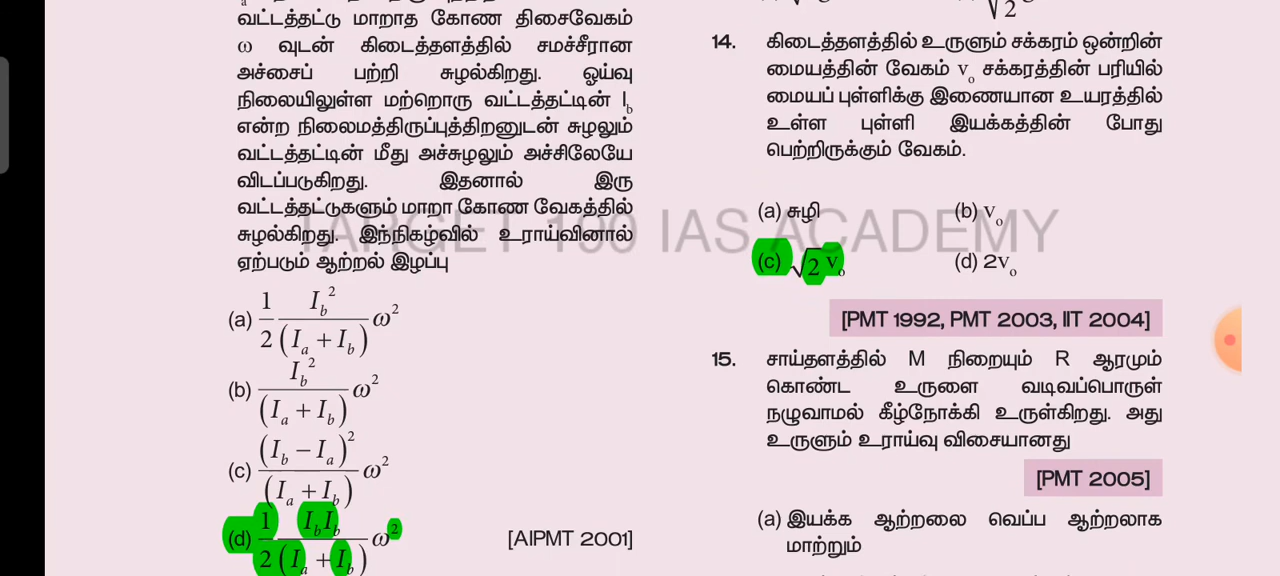 வட்டத்தட்டு மாறாத கோண திசைவேகம்
ω வுடன் கிடைத்தளத்தில் சமச்சீரான
அச்சைப் பற்றி சுழல்கிறது. ஓய்வு
நிலையிலுள்ள மற்றொரு வட்டத்தட்டின் I_b
என்ற நிலைமத்திருப்புத்திறனுடன் சுழலும்
வட்டத்தட்டின் மீது அச்சுழலும் அச்சிலேயே
விடப்படுகிறது. இதனால் இரு
வட்டத்தட்டுகளும் மாறா கோண வேகத்தில்
சுழல்கிறது. இந்நிகழ்வில் உராய்வினால்
ஏற்படும் ஆற்றல் இழப்பு
(a) 1/2 I_b²/(I_a + I_b) ω²
(b) I_b²/(I_a + I_b) ω²
(c) (I_b − I_a)²/(I_a + I_b) ω²
(d) 1/2 I_b I_b/(I_a + I_b) ω² [AIPMT 2001]
√2
14. கிடைத்தளத்தில் உருளும் சக்கரம் ஒன்றின்
மையத்தின் வேகம் v_o சக்கரத்தின் பரியில்
மையப் புள்ளிக்கு இணையான உயரத்தில்
உள்ள புள்ளி இயக்கத்தின் போது
பெற்றிருக்கும் வேகம்.
(a) சுழி (b) v_o
(c) √2 v_o (d) 2v_o
[PMT 1992, PMT 2003, IIT 2004]
15. சாய்தளத்தில் M நிறையும் R ஆரமும்
கொண்ட உருளை வடிவப்பொருள்
நழுவாமல் கீழ்நோக்கி உருள்கிறது. அது
உருளும் உராய்வு விசையானது
[PMT 2005]
(a) இயக்க ஆற்றலை வெப்ப ஆற்றலாக
மாற்றும்
TARGET 190 IAS ACADEMY